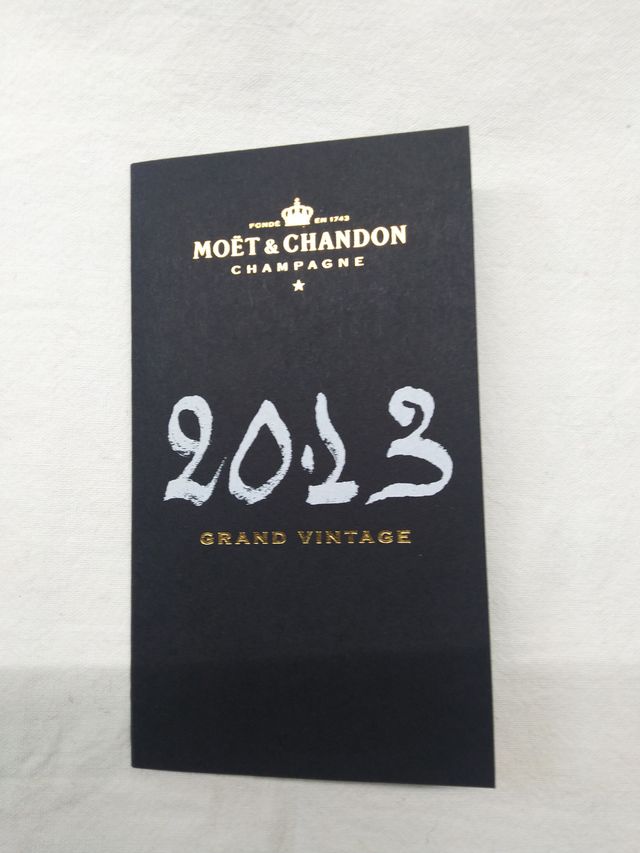 FONDÉ EN 1743
MOËT & CHANDON
CHAMPAGNE
2013
GRAND VINTAGE